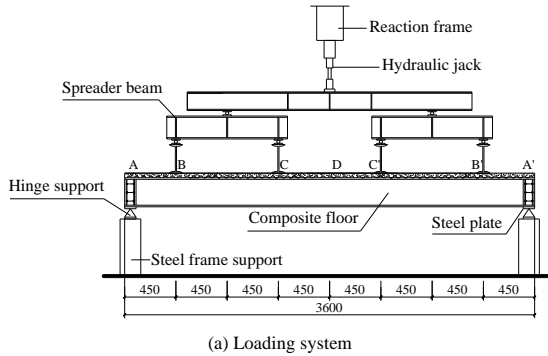 Reaction frame
Hydraulic jack
Spreader beam
A B C D C' B' A'
Hinge support
Composite floor
Steel plate
Steel frame support
450 450 450 450 450 450 450 450
3600
(a) Loading system